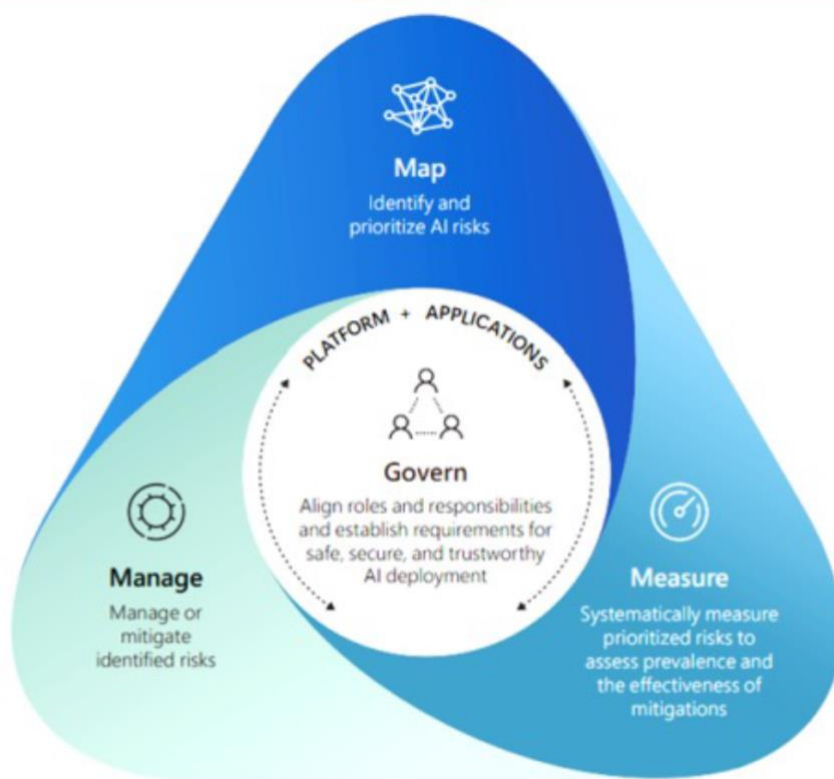 Map
Identify and
prioritize AI risks
PLATFORM + APPLICATIONS
Govern
Align roles and responsibilities
and establish requirements for
safe, secure, and trustworthy
AI deployment
Manage
Manage or
mitigate
identified risks
Measure
Systematically measure
prioritized risks to
assess prevalence and
the effectiveness of
mitigations